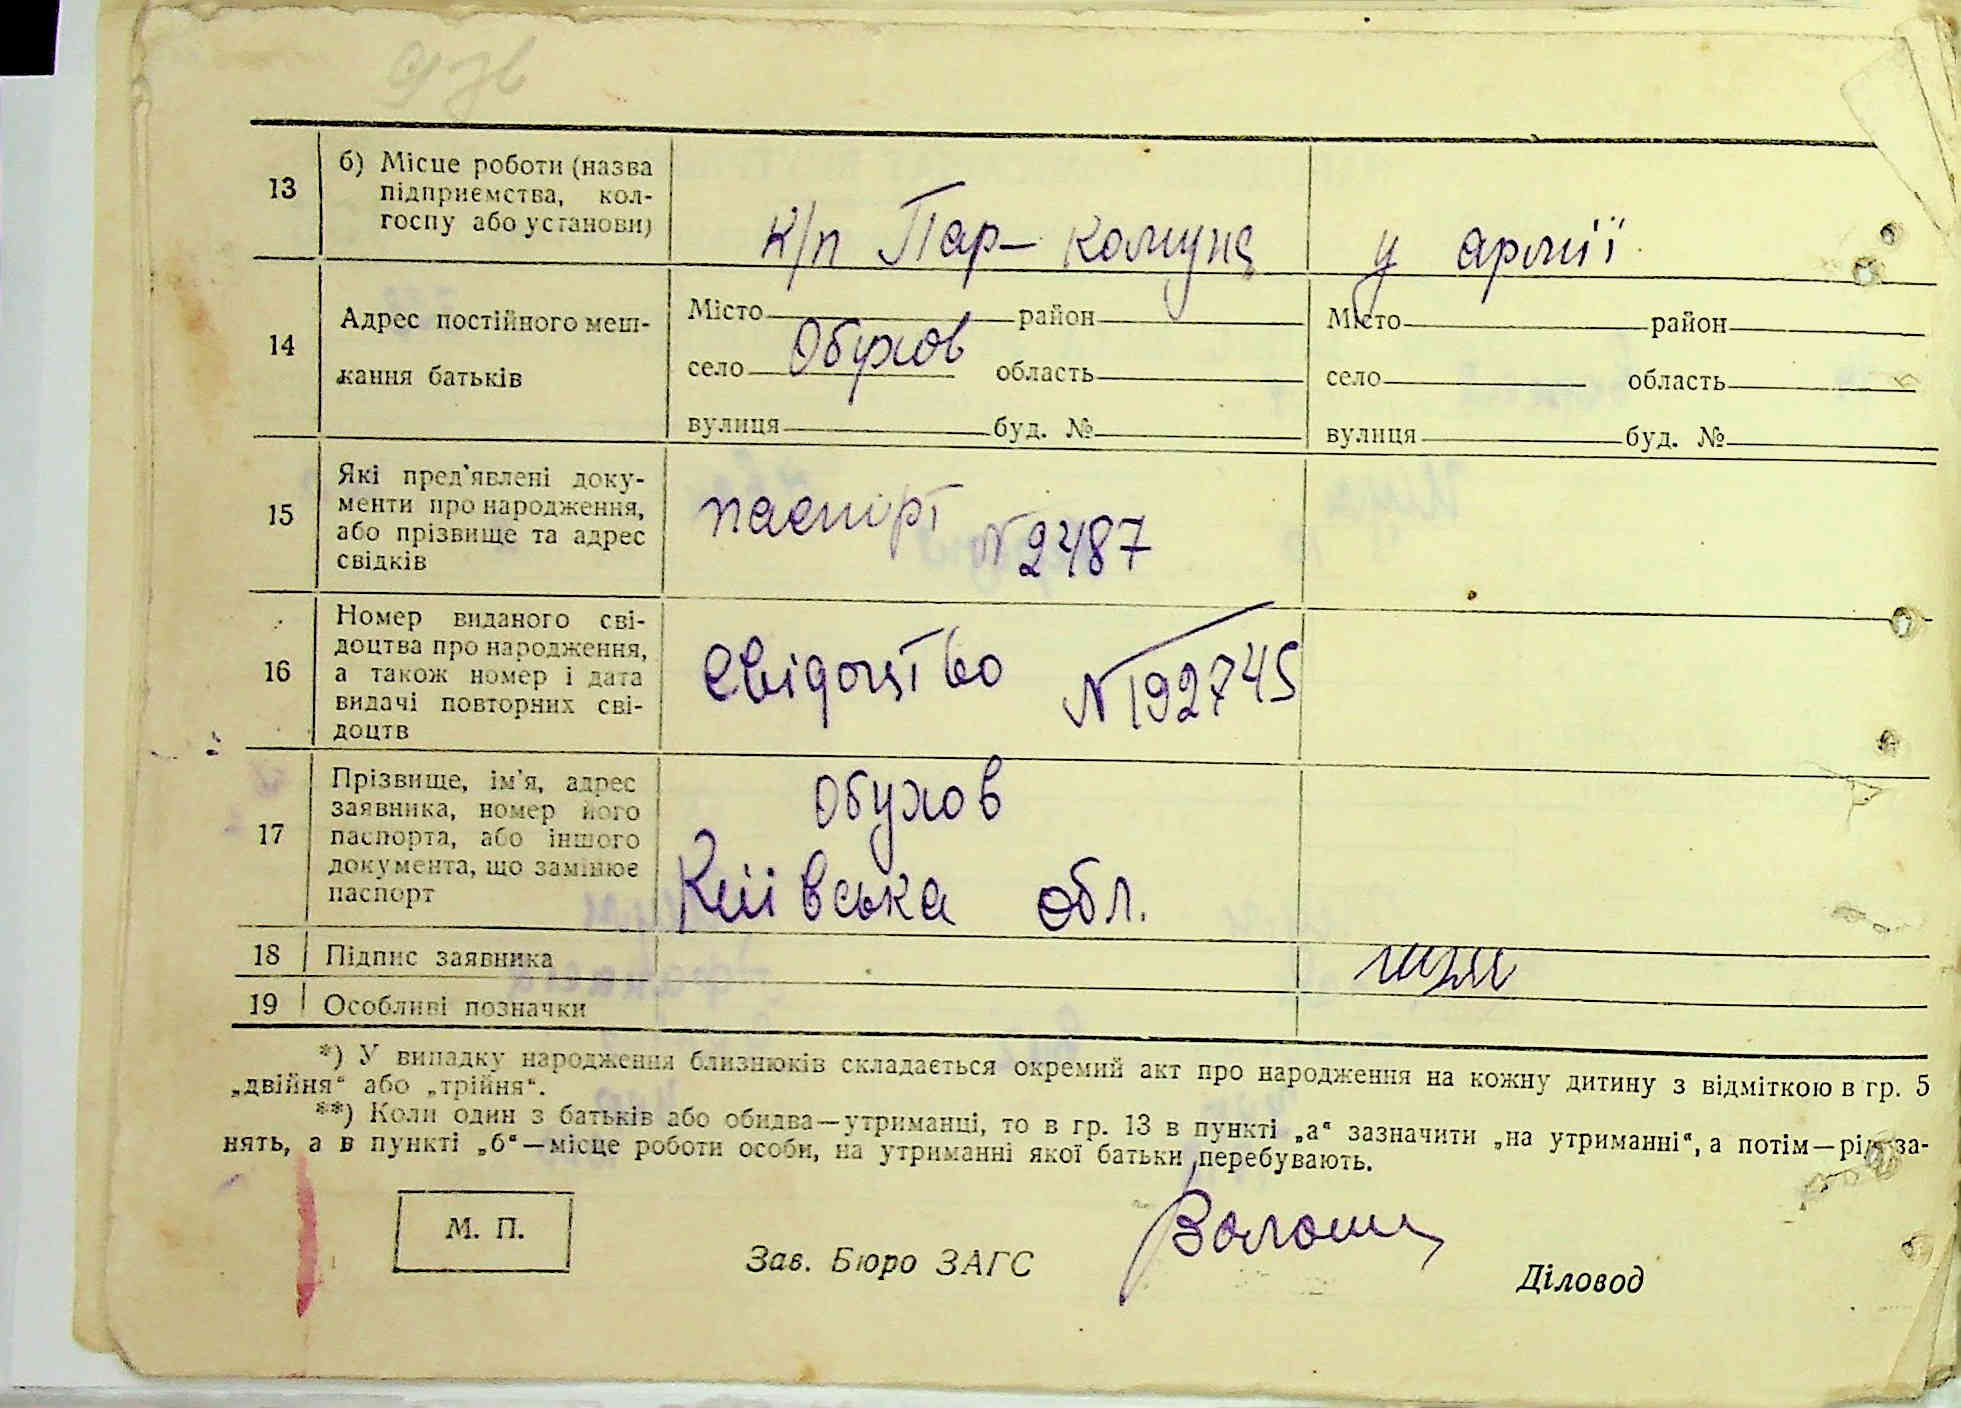 13
б) Місце роботи (назва
підприємства, кол-
госпу або установи)
к/п Пар-комуна
у армії
14
Адрес постійного меш-
кання батьків
Місто район
село Обухов область
вулиця буд. №
Місто район
село область
вулиця буд. №
15
Які пред'явлені доку-
менти про народження,
або прізвище та адрес
свідків
паспорт
N 2487
16
Номер виданого сві-
доцтва про народження,
а також номер і дата
видачі повторних сві-
доцтв
Свідоцтво N 192745
17
Прізвище, ім'я, адрес
заявника, номер його
паспорта, або іншого
документа, що замінює
паспорт
Обухов
Київська обл.
18
Підпис заявника
19
Особливі позначки
*) У випадку народження близнюків складається окремий акт про народження на кожну дитину з відміткою в гр. 5
„двійня“ або „трійня“.
**) Коли один з батьків або обидва—утриманці, то в гр. 13 в пункті „а“ зазначити „на утриманні“, а потім—рід за-
нять, а в пункті „б“—місце роботи особи, на утриманні якої батьки перебувають.
М. П.
Зав. Бюро ЗАГС
Діловод